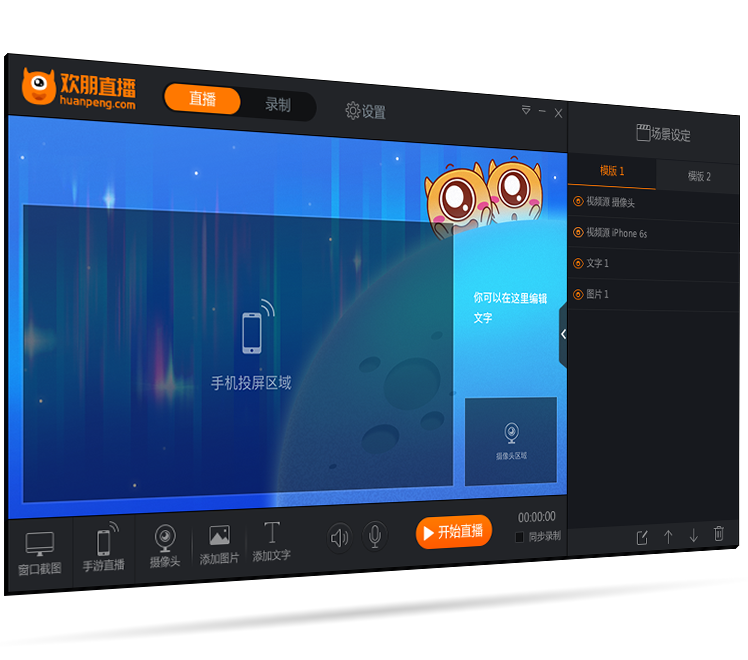 欢朋直播
huanpeng.com
直播
录制
设置
场景设定
模版 1
模版 2
视频源 摄像头
视频源 iPhone 6s
文字 1
图片 1
你可以在这里编辑
文字
手机投屏区域
摄像头区域
窗口截图
手游直播
摄像头
添加图片
添加文字
开始直播
00:00:00
同步录制